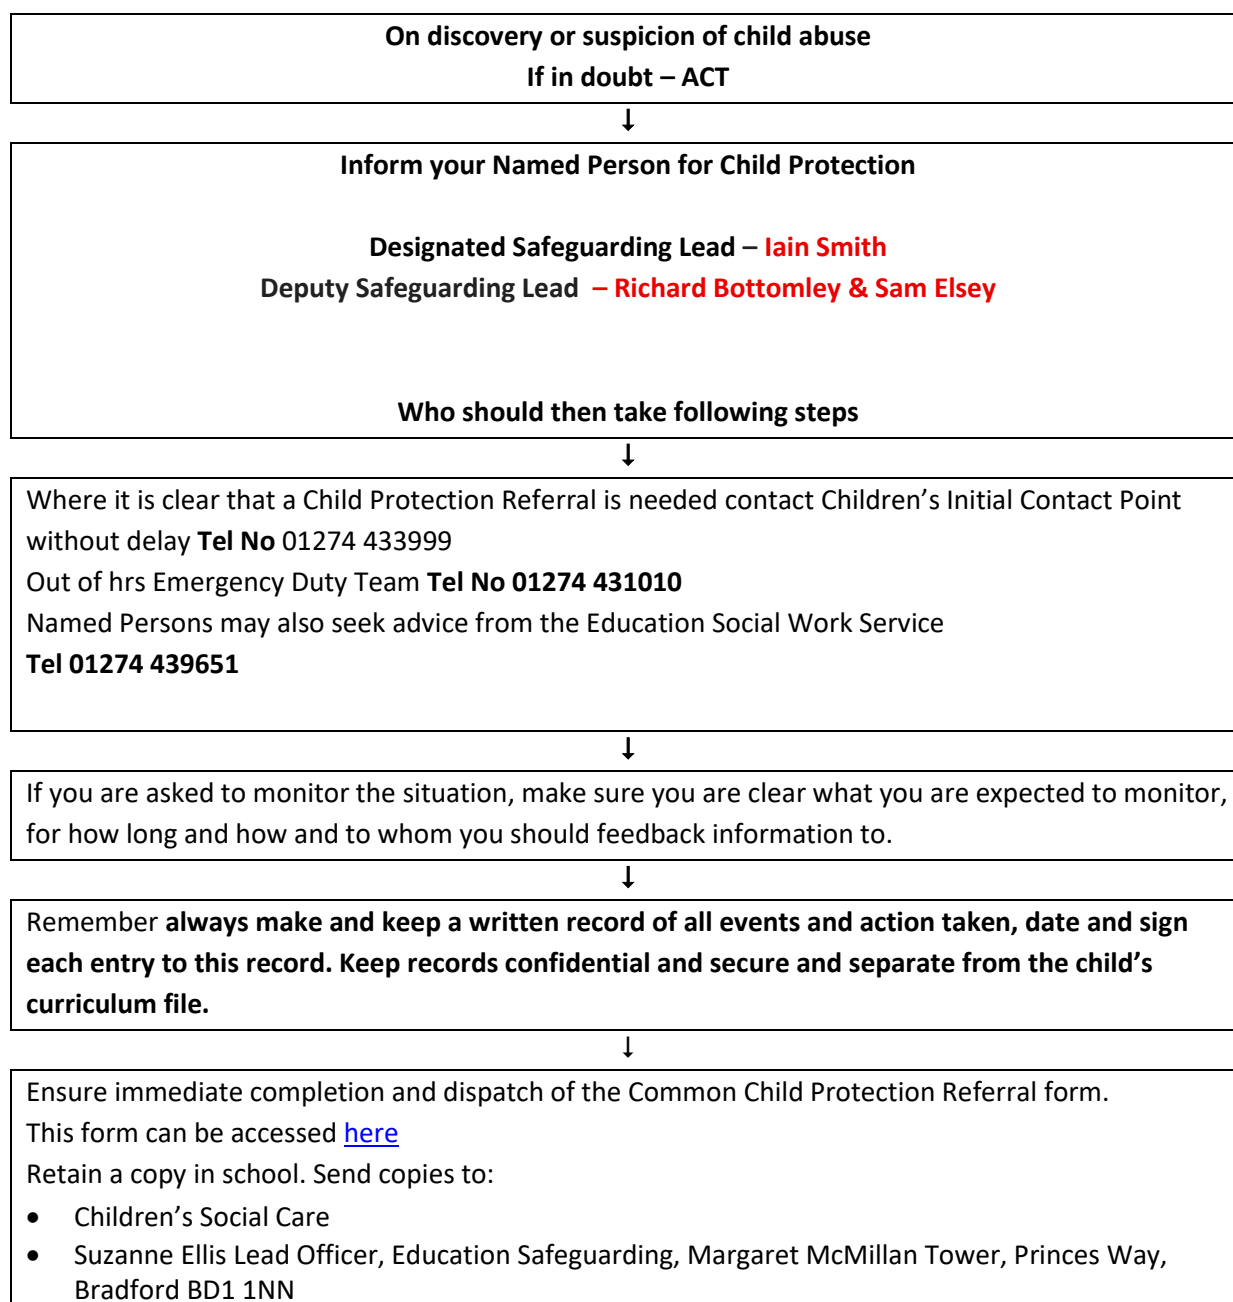 On discovery or suspicion of child abuse
If in doubt – ACT
↓
Inform your Named Person for Child Protection
Designated Safeguarding Lead – Iain Smith
Deputy Safeguarding Lead – Richard Bottomley & Sam Elsey
Who should then take following steps
↓
Where it is clear that a Child Protection Referral is needed contact Children’s Initial Contact Point
without delay Tel No 01274 433999
Out of hrs Emergency Duty Team Tel No 01274 431010
Named Persons may also seek advice from the Education Social Work Service
Tel 01274 439651
↓
If you are asked to monitor the situation, make sure you are clear what you are expected to monitor,
for how long and how and to whom you should feedback information to.
↓
Remember always make and keep a written record of all events and action taken, date and sign
each entry to this record. Keep records confidential and secure and separate from the child’s
curriculum file.
↓
Ensure immediate completion and dispatch of the Common Child Protection Referral form.
This form can be accessed here
Retain a copy in school. Send copies to:
• Children’s Social Care
• Suzanne Ellis Lead Officer, Education Safeguarding, Margaret McMillan Tower, Princes Way,
Bradford BD1 1NN